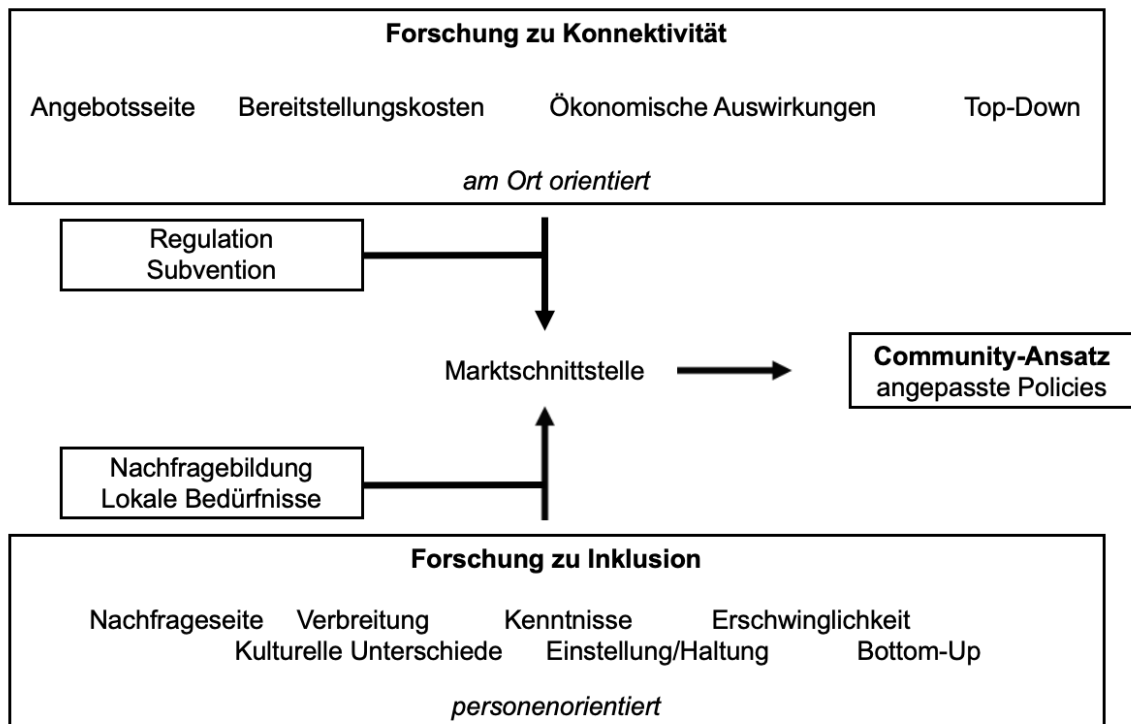 Forschung zu Konnektivität
Angebotsseite Bereitstellungskosten Ökonomische Auswirkungen Top-Down
am Ort orientiert
Regulation
Subvention
Marktschnittstelle
Community-Ansatz
angepasste Policies
Nachfragebildung
Lokale Bedürfnisse
Forschung zu Inklusion
Nachfrageseite Verbreitung Kenntnisse Erschwinglichkeit
Kulturelle Unterschiede Einstellung/Haltung Bottom-Up
personenorientiert